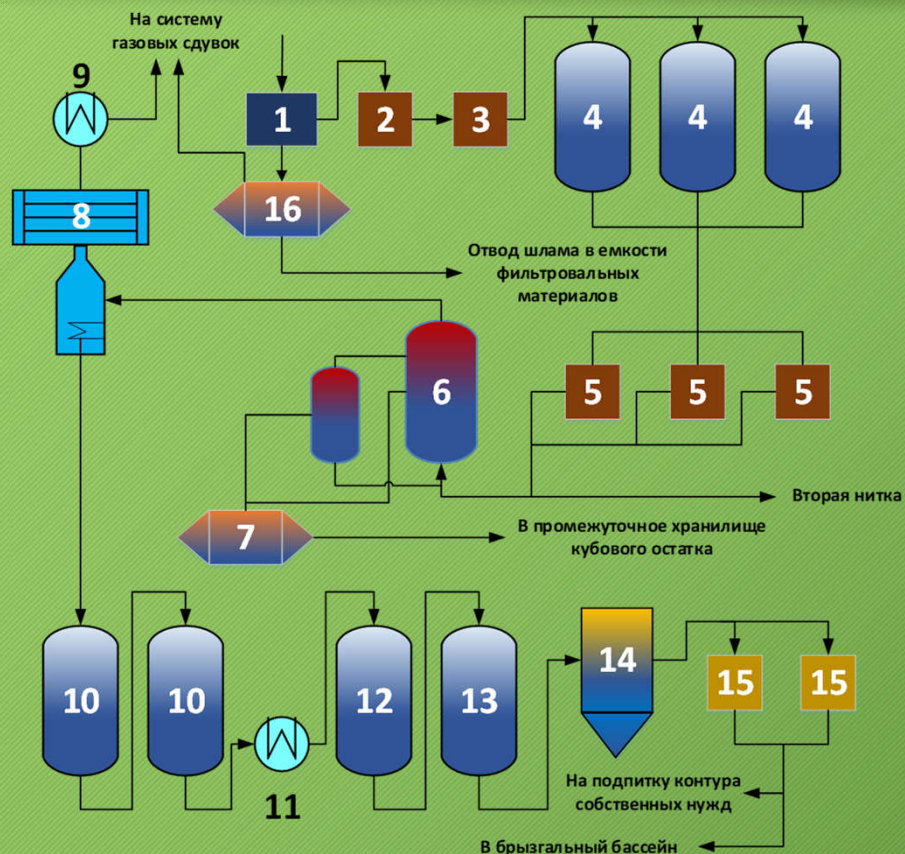 На систему
газовых сдувок
9
1
2
3
4
4
4
8
16
Отвод шлама в емкости
фильтровальных
материалов
6
5
5
5
Вторая нитка
7
В промежуточное хранилище
кубового остатка
10
10
11
12
13
14
15
15
На подпитку контура
собственных нужд
В брызгальный бассейн